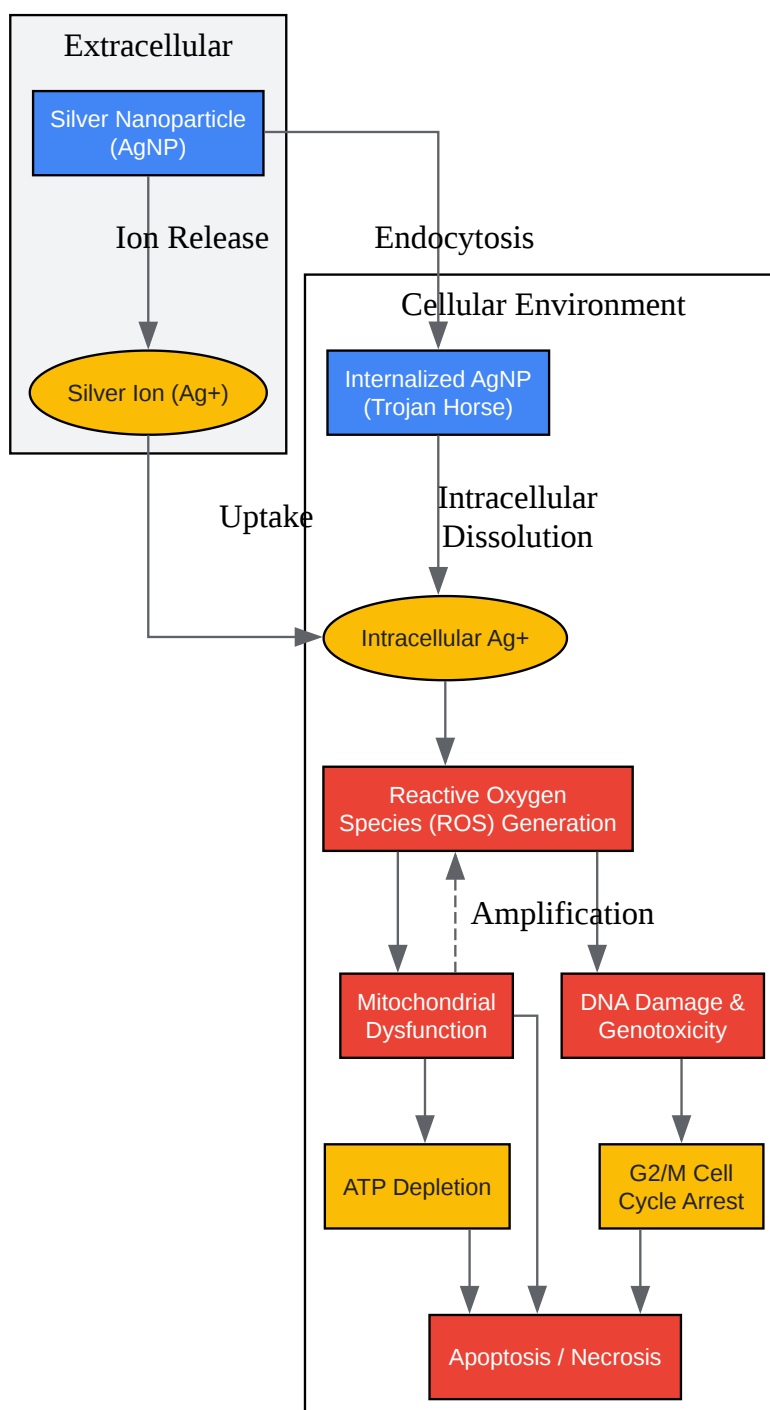 Extracellular
Silver Nanoparticle
(AgNP)
Ion Release
Endocytosis
Cellular Environment
Silver Ion (Ag+)
Internalized AgNP
(Trojan Horse)
Uptake
Intracellular
Dissolution
Intracellular Ag+
Reactive Oxygen
Species (ROS) Generation
Amplification
Mitochondrial
Dysfunction
DNA Damage &
Genotoxicity
ATP Depletion
G2/M Cell
Cycle Arrest
Apoptosis / Necrosis